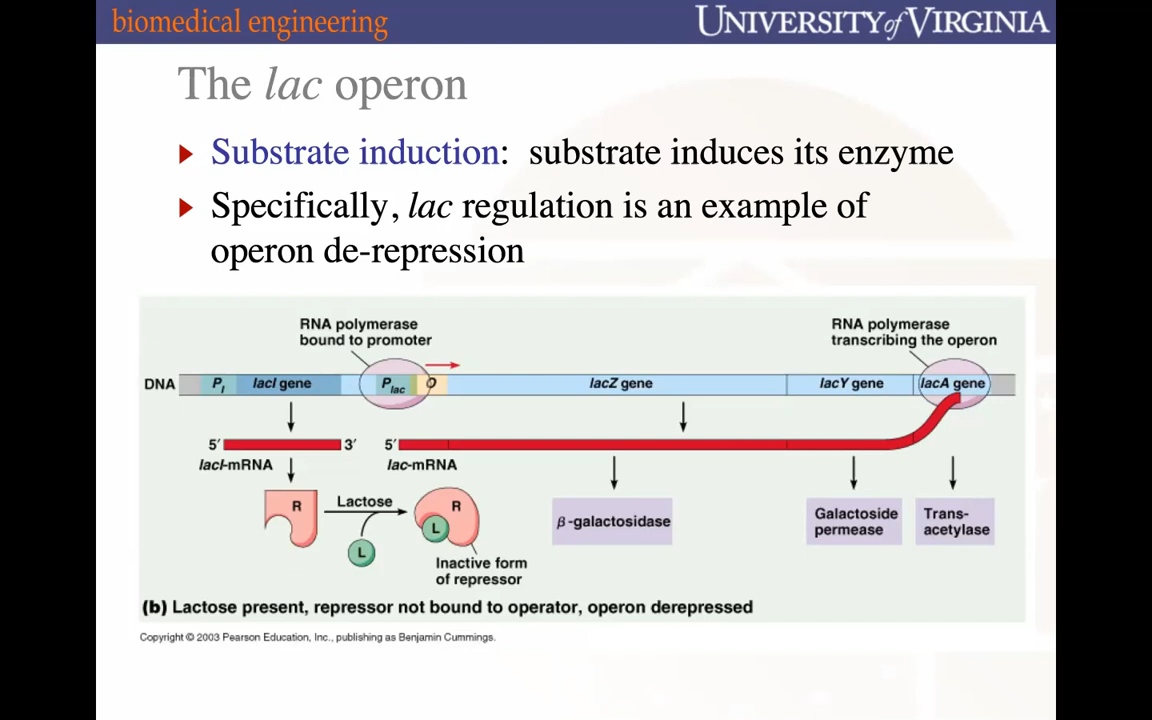 biomedical engineering
UNIVERSITY of VIRGINIA
The lac operon
Substrate induction: substrate induces its enzyme
Specifically, lac regulation is an example of
operon de-repression
RNA polymerase
bound to promoter
RNA polymerase
transcribing the operon
DNA
PI
lacI gene
Plac
O
lacZ gene
lacY gene
lacA gene
5′
3′
5′
lacI-mRNA
lac-mRNA
R
Lactose
L
R
L
Inactive form
of repressor
β-galactosidase
Galactoside
permease
Trans-
acetylase
(b) Lactose present, repressor not bound to operator, operon derepressed
Copyright © 2003 Pearson Education, Inc., publishing as Benjamin Cummings.